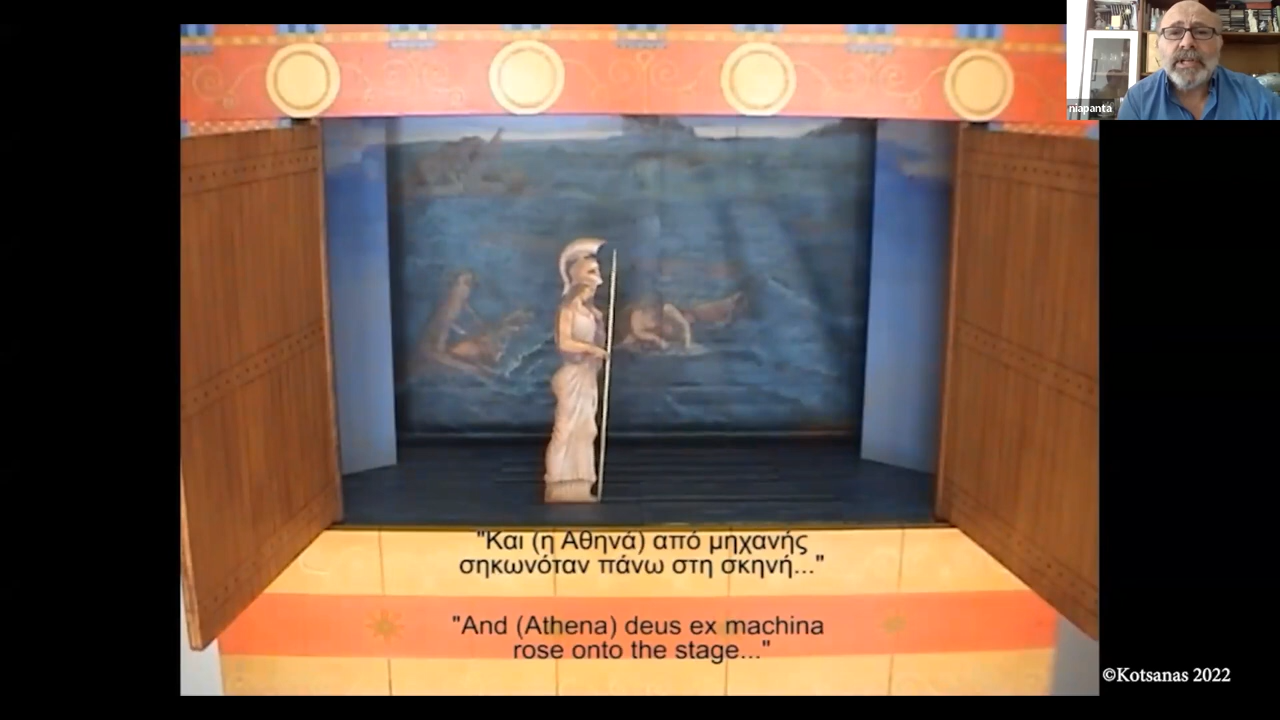 niapanta
"Και (η Αθηνά) από μηχανής
σηκωνόταν πάνω στη σκηνή..."
"And (Athena) deus ex machina
rose onto the stage..."
©Kotsanas 2022